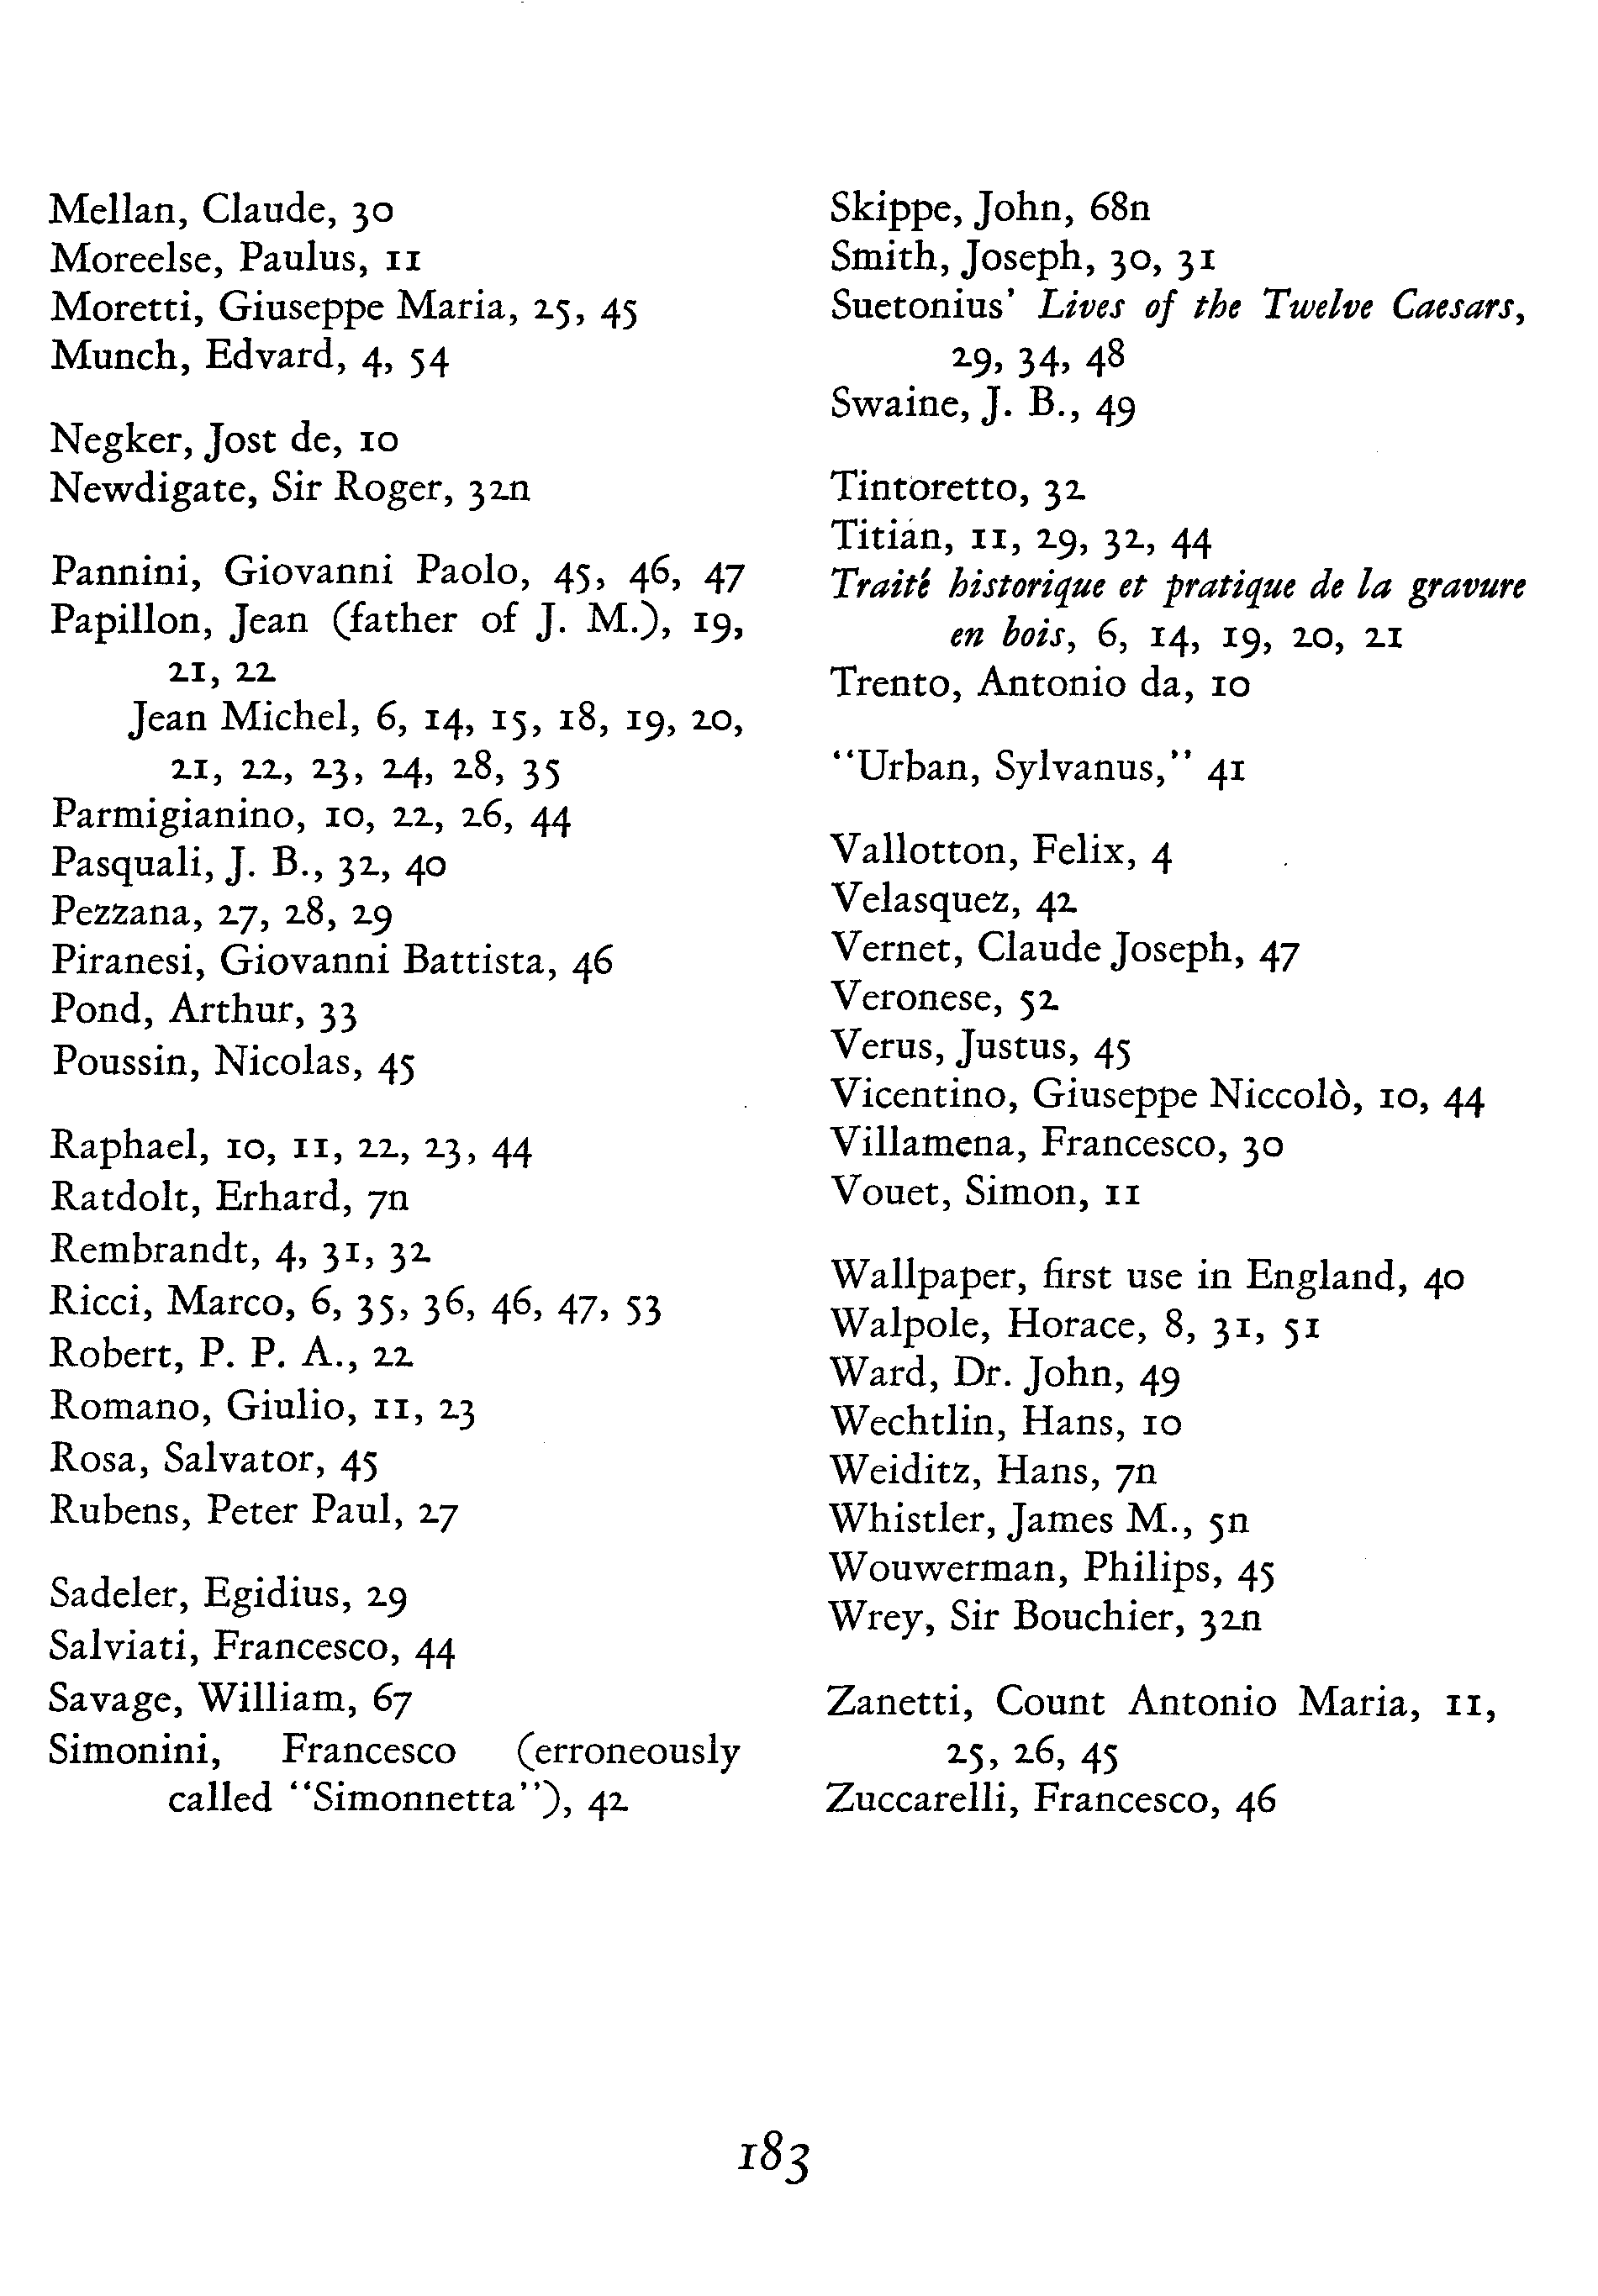 Mellan, Claude, 30
Moreelse, Paulus, 11
Moretti, Giuseppe Maria, 25, 45
Munch, Edvard, 4, 54
Negker, Jost de, 10
Newdigate, Sir Roger, 32n
Pannini, Giovanni Paolo, 45, 46, 47
Papillon, Jean (father of J. M.), 19,
21, 22
Jean Michel, 6, 14, 15, 18, 19, 20,
21, 22, 23, 24, 28, 35
Parmigianino, 10, 22, 26, 44
Pasquali, J. B., 32, 40
Pezzana, 27, 28, 29
Piranesi, Giovanni Battista, 46
Pond, Arthur, 33
Poussin, Nicolas, 45
Raphael, 10, 11, 22, 23, 44
Ratdolt, Erhard, 7n
Rembrandt, 4, 31, 32
Ricci, Marco, 6, 35, 36, 46, 47, 53
Robert, P. P. A., 22
Romano, Giulio, 11, 23
Rosa, Salvator, 45
Rubens, Peter Paul, 27
Sadeler, Egidius, 29
Salviati, Francesco, 44
Savage, William, 67
Simonini, Francesco (erroneously
called "Simonnetta"), 42
Skippe, John, 68n
Smith, Joseph, 30, 31
Suetonius' Lives of the Twelve Caesars,
29, 34, 48
Swaine, J. B., 49
Tintoretto, 32
Titian, 11, 29, 32, 44
Traité historique et pratique de la gravure
en bois, 6, 14, 19, 20, 21
Trento, Antonio da, 10
"Urban, Sylvanus," 41
Vallotton, Felix, 4
Velasquez, 42
Vernet, Claude Joseph, 47
Veronese, 52
Verus, Justus, 45
Vicentino, Giuseppe Niccolò, 10, 44
Villamena, Francesco, 30
Vouet, Simon, 11
Wallpaper, first use in England, 40
Walpole, Horace, 8, 31, 51
Ward, Dr. John, 49
Wechtlin, Hans, 10
Weiditz, Hans, 7n
Whistler, James M., 5n
Wouwerman, Philips, 45
Wrey, Sir Bouchier, 32n
Zanetti, Count Antonio Maria, 11,
25, 26, 45
Zuccarelli, Francesco, 46
183